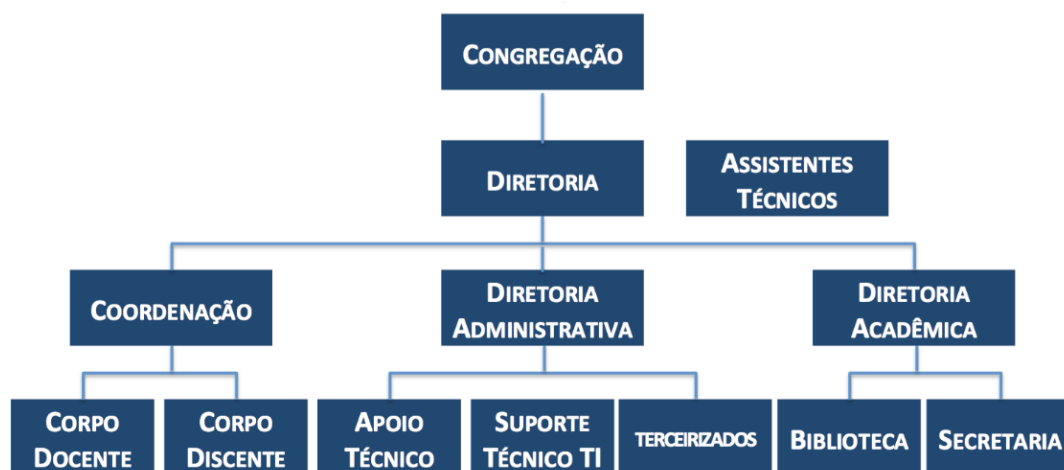 CONGREGAÇÃO
DIRETORIA
ASSISTENTES
TÉCNICOS
COORDENAÇÃO
DIRETORIA
ADMINISTRATIVA
DIRETORIA
ACADÊMICA
CORPO
DOCENTE
CORPO
DISCENTE
APOIO
TÉCNICO
SUPORTE
TÉCNICO TI
TERCEIRIZADOS
BIBLIOTECA
SECRETARIA